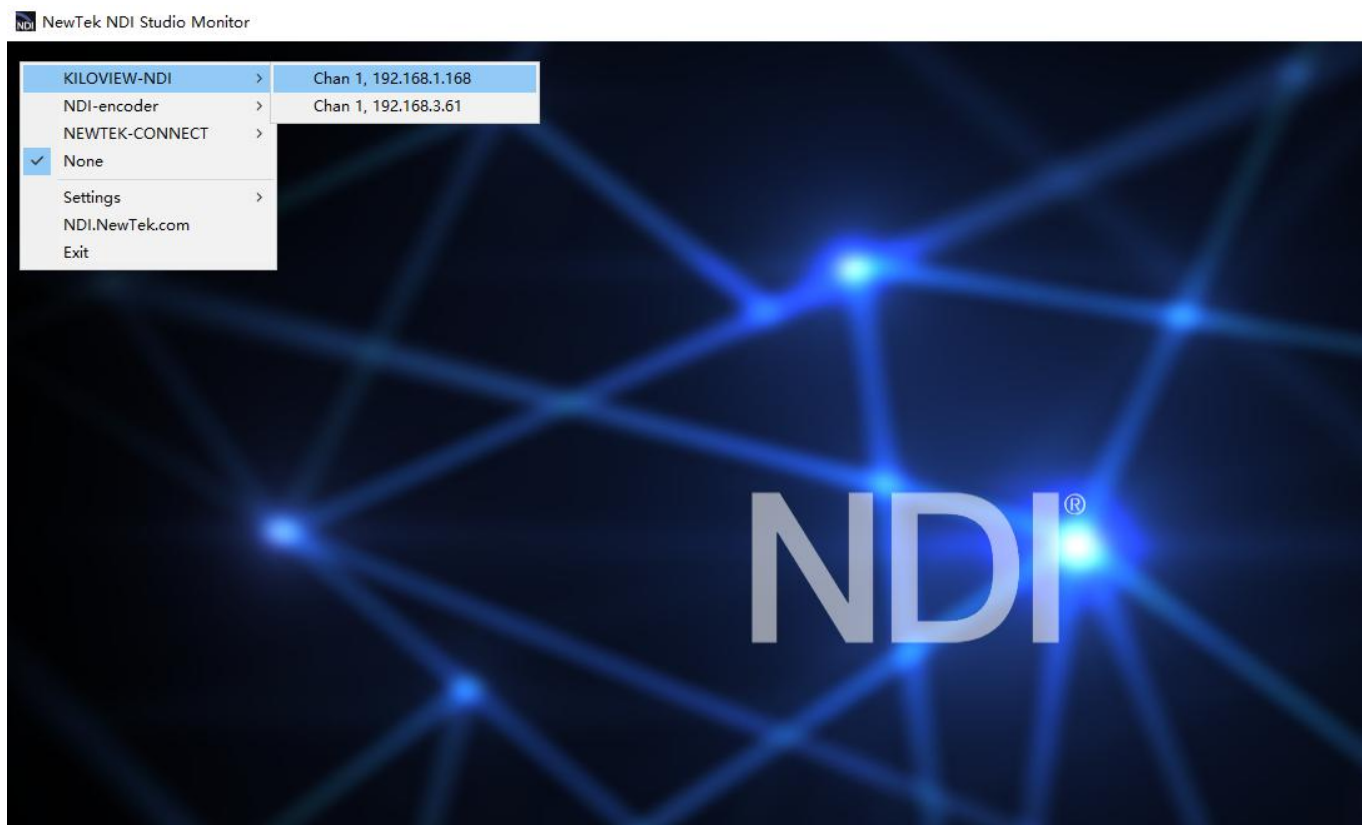 NewTek NDI Studio Monitor
KILOVIEW-NDI > Chan 1, 192.168.1.168
NDI-encoder > Chan 1, 192.168.3.61
NEWTEK-CONNECT >
None
Settings >
NDI.NewTek.com
Exit
NDI®